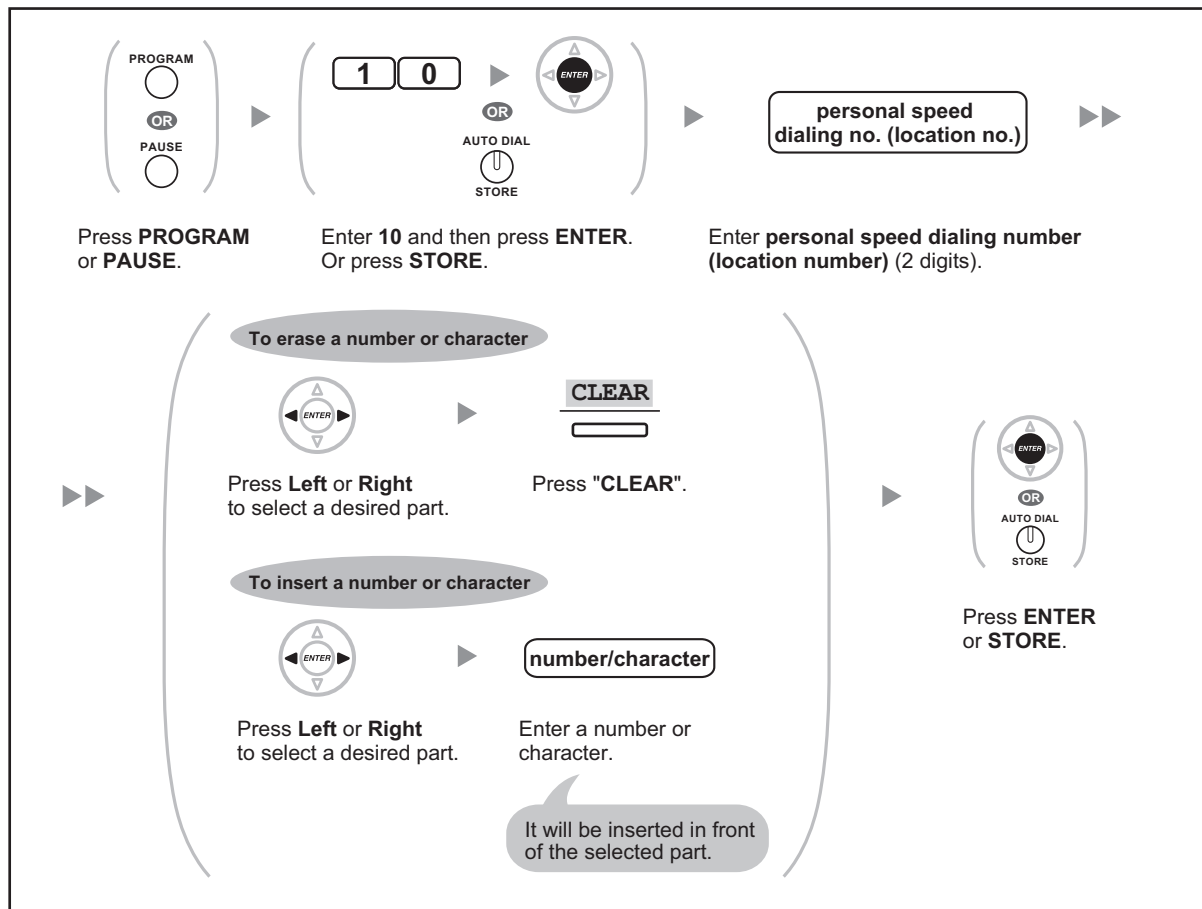 PROGRAM
OR
PAUSE
Press PROGRAM
or PAUSE.
1 0
ENTER
OR
AUTO DIAL
STORE
Enter 10 and then press ENTER.
Or press STORE.
personal speed
dialing no. (location no.)
Enter personal speed dialing number
(location number) (2 digits).
To erase a number or character
ENTER
Press Left or Right
to select a desired part.
CLEAR
Press "CLEAR".
To insert a number or character
ENTER
Press Left or Right
to select a desired part.
number/character
Enter a number or
character.
It will be inserted in front
of the selected part.
ENTER
OR
AUTO DIAL
STORE
Press ENTER
or STORE.